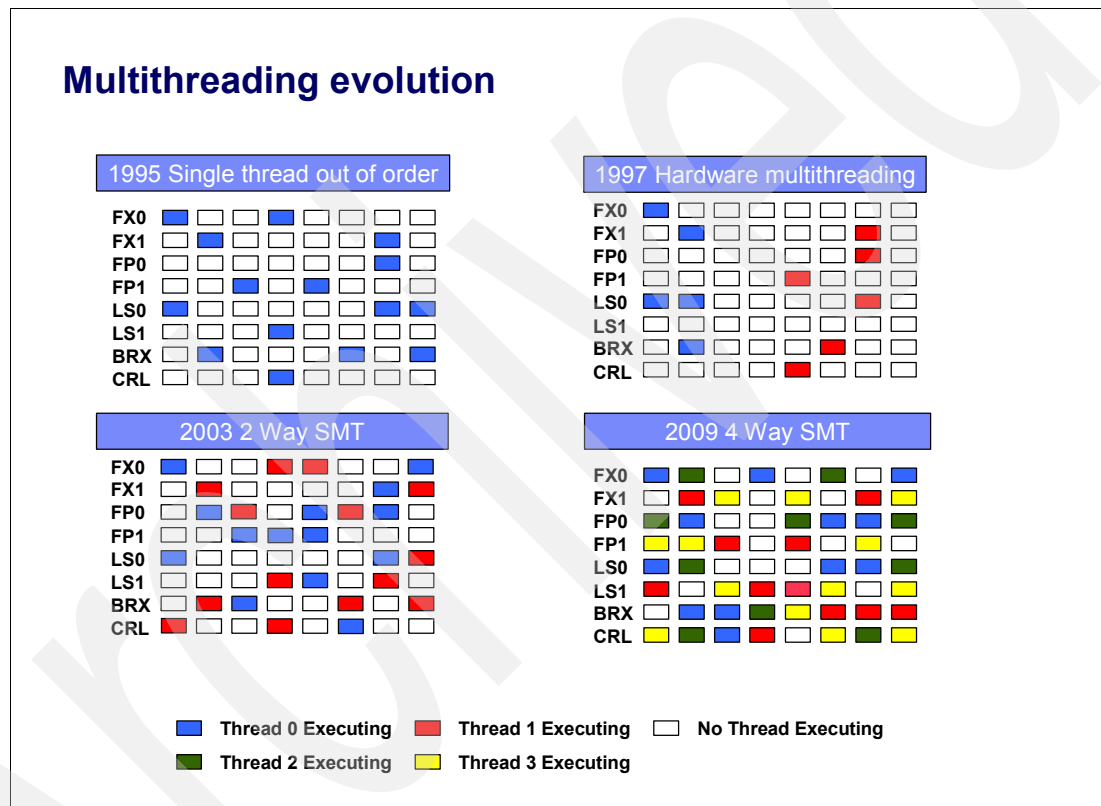 Multithreading evolution
1995 Single thread out of order
FX0
FX1
FP0
FP1
LS0
LS1
BRX
CRL
1997 Hardware multithreading
FX0
FX1
FP0
FP1
LS0
LS1
BRX
CRL
2003 2 Way SMT
FX0
FX1
FP0
FP1
LS0
LS1
BRX
CRL
2009 4 Way SMT
FX0
FX1
FP0
FP1
LS0
LS1
BRX
CRL
Thread 0 Executing
Thread 1 Executing
No Thread Executing
Thread 2 Executing
Thread 3 Executing